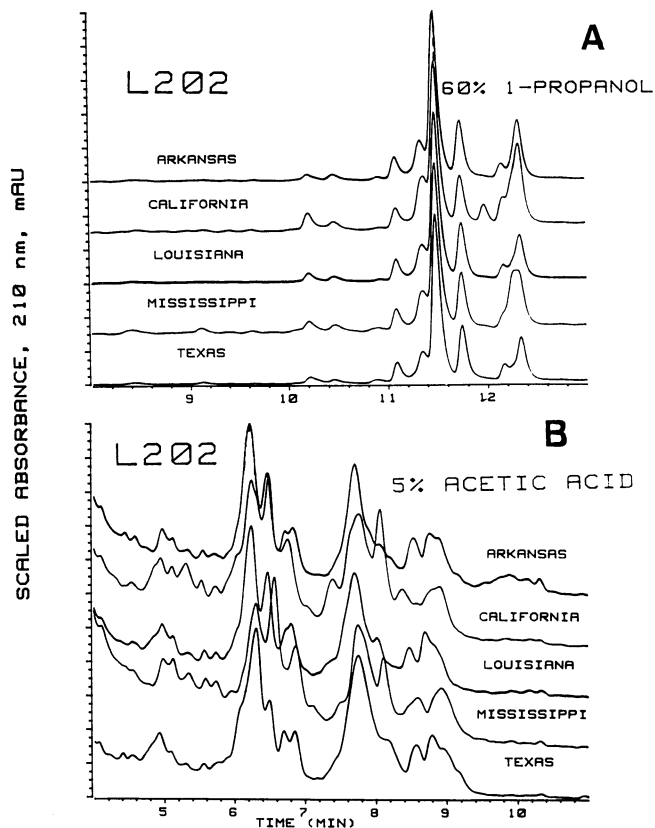 A
L202
60% 1-PROPANOL
ARKANSAS
CALIFORNIA
LOUISIANA
MISSISSIPPI
TEXAS
9 10 11 12
SCALED ABSORBANCE, 210 nm, mAU
B
L202
5% ACETIC ACID
ARKANSAS
CALIFORNIA
LOUISIANA
MISSISSIPPI
TEXAS
5 6 7 8 9 10
TIME (MIN)